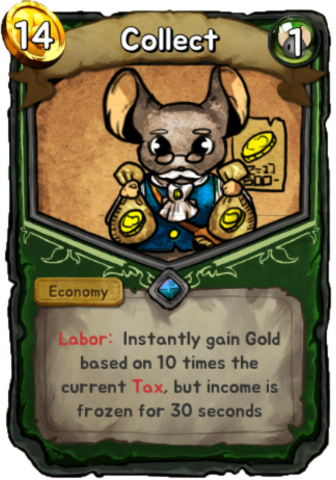 14
Collect
1
Economy
Labor: Instantly gain Gold
based on 10 times the
current Tax, but income is
frozen for 30 seconds